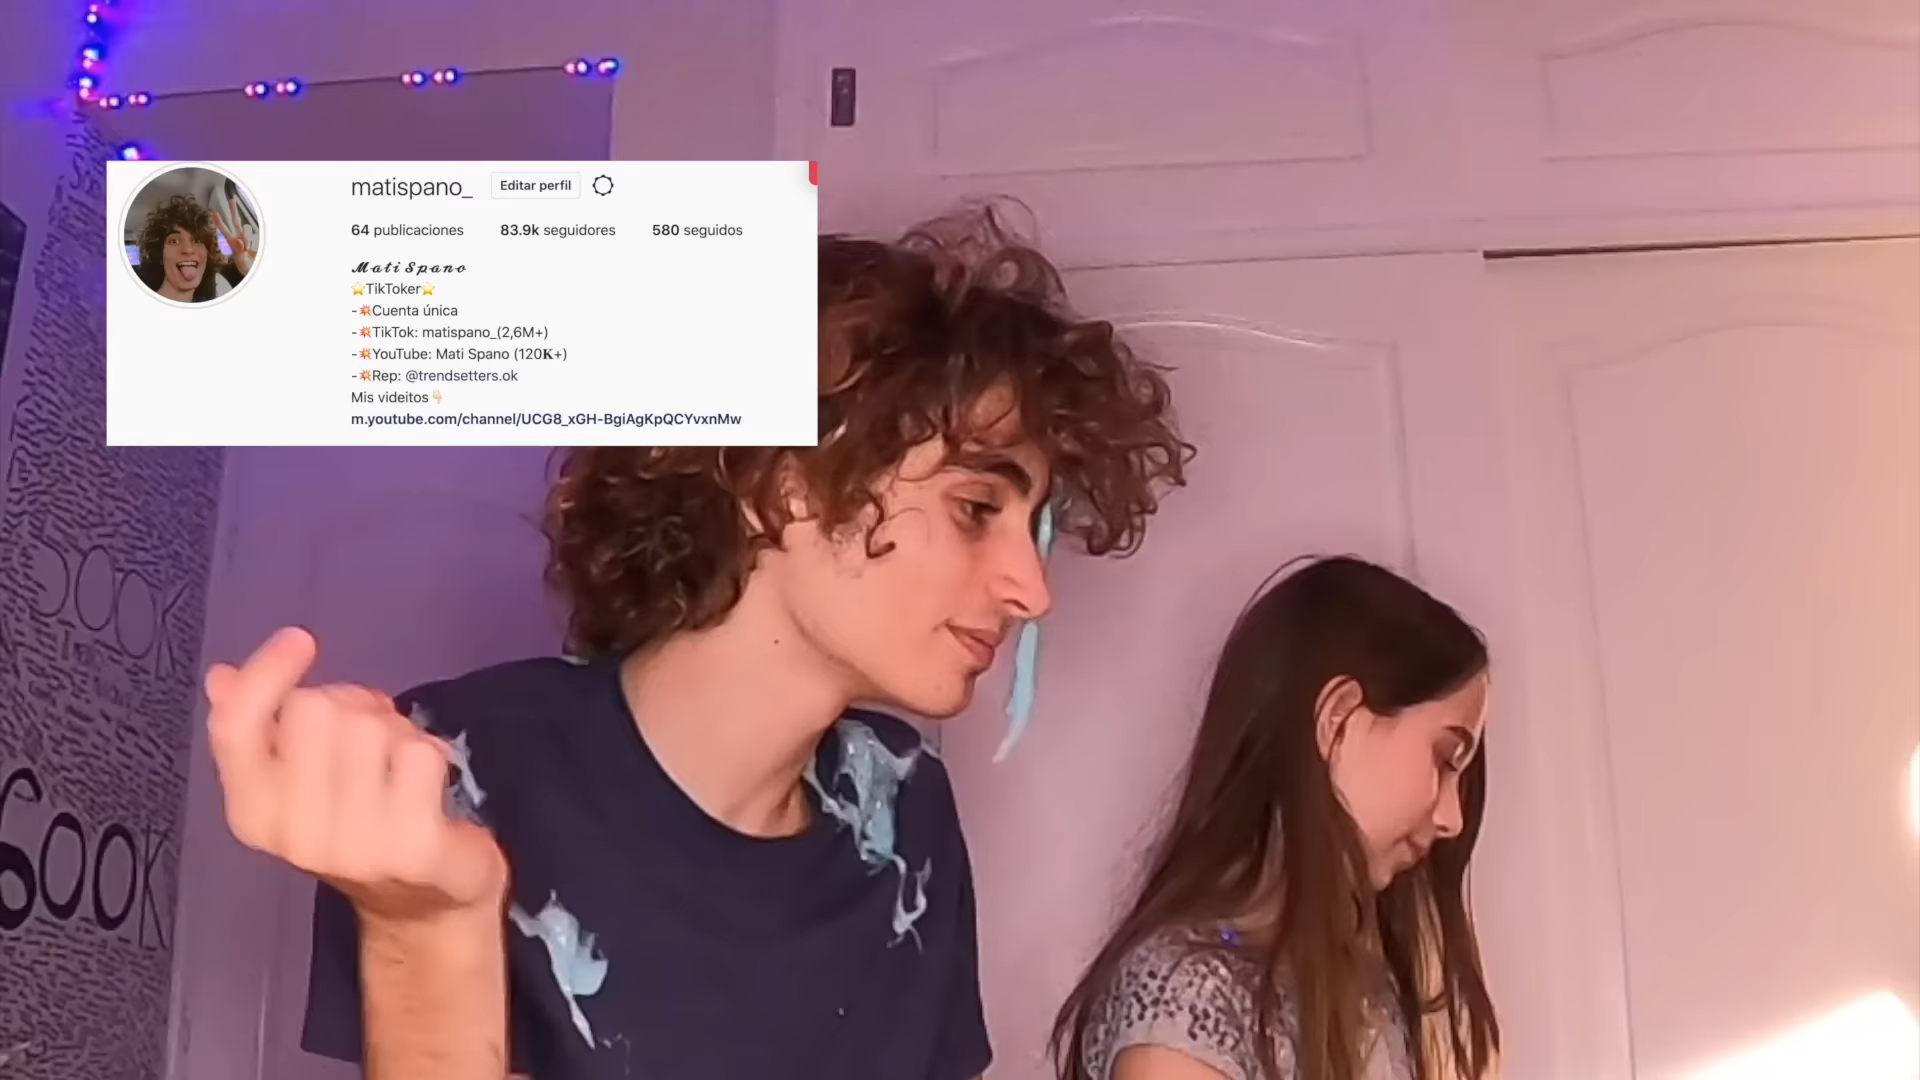 matispano_ Editar perfil
64 publicaciones 83.9k seguidores 580 seguidos
𝓜𝓪𝓽𝓲 𝓢𝓹𝓪𝓷𝓸
⭐TikToker⭐
-💥Cuenta única
-💥TikTok: matispano_(2,6M+)
-💥YouTube: Mati Spano (120𝐊+)
-💥Rep: @trendsetters.ok
Mis videitos👇🏻
m.youtube.com/channel/UCG8_xGH-BgiAgKpQCYvxnMw
500K
600K